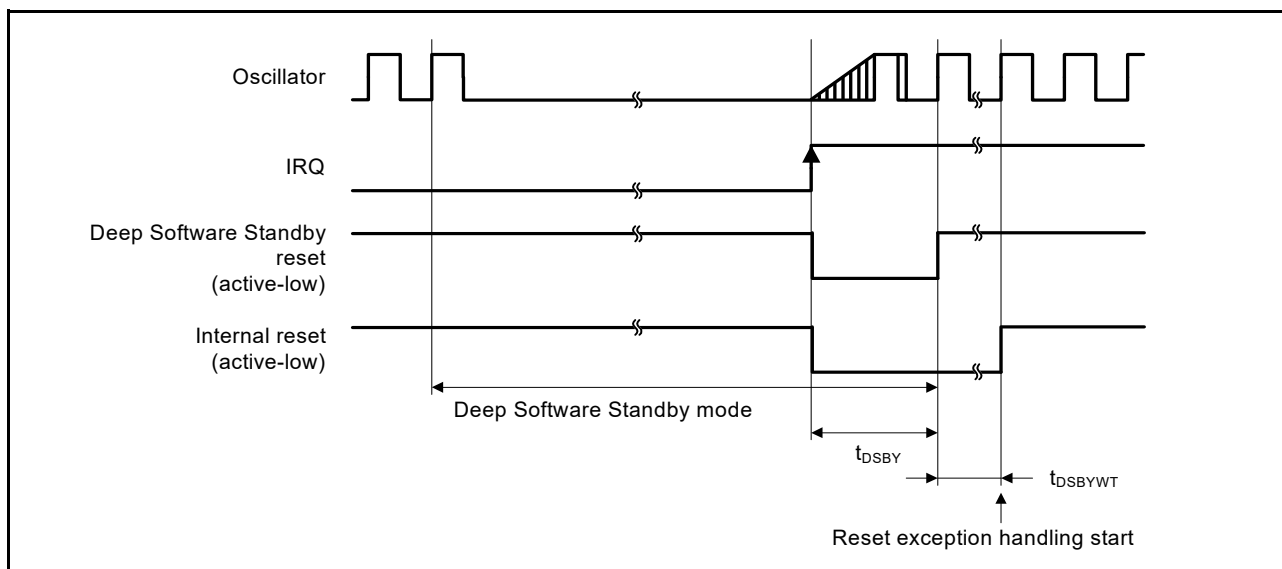 Oscillator
IRQ
Deep Software Standby
reset
(active-low)
Internal reset
(active-low)
Deep Software Standby mode
tDSBY
tDSBYWT
Reset exception handling start